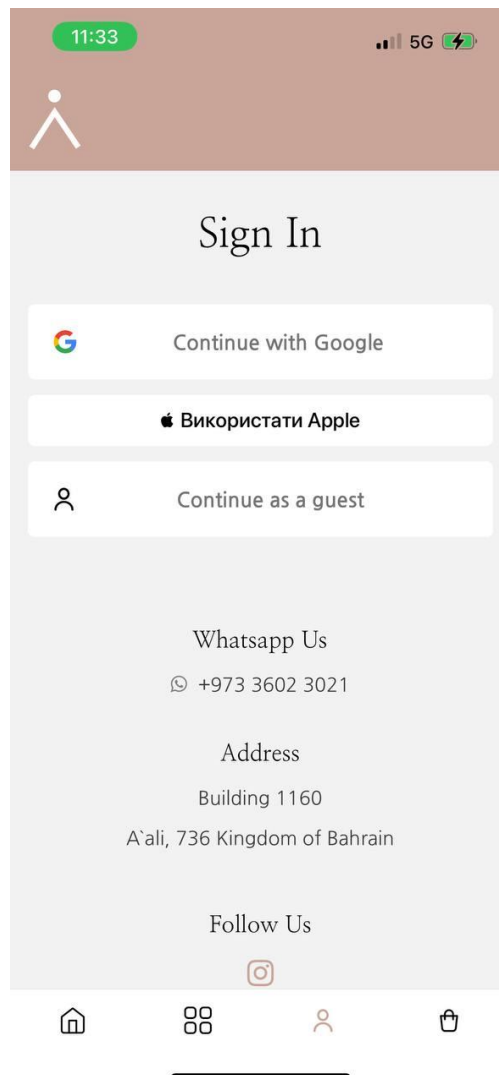 11:33
5G
Sign In
Continue with Google
Використати Apple
Continue as a guest
Whatsapp Us
+973 3602 3021
Address
Building 1160
A`ali, 736 Kingdom of Bahrain
Follow Us